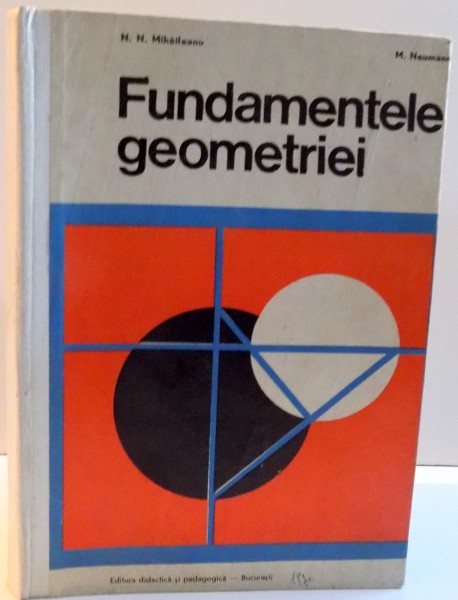 N. N. Mihăileanu
M. Neumann
Fundamentele
geometriei
Editura didactică și pedagogică — București